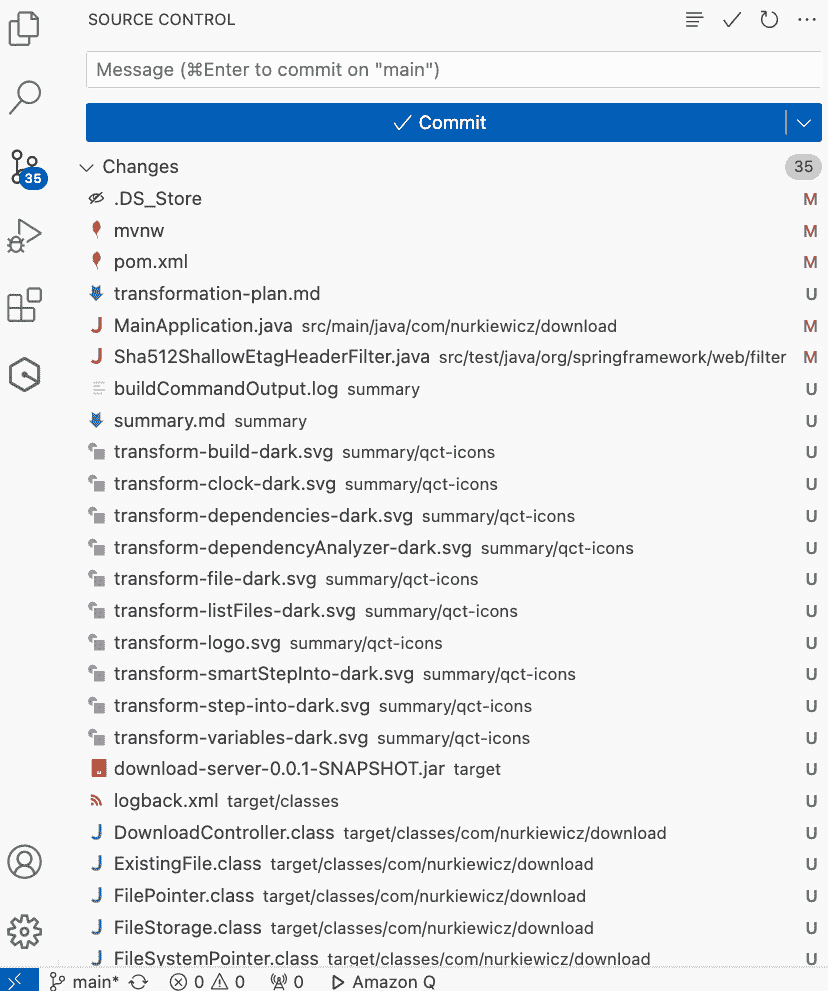 SOURCE CONTROL
Message (⌘Enter to commit on "main")
Commit
Changes 35
35
.DS_Store M
mvnw M
pom.xml M
transformation-plan.md U
MainApplication.java src/main/java/com/nurkiewicz/download M
Sha512ShallowEtagHeaderFilter.java src/test/java/org/springframework/web/filter M
buildCommandOutput.log summary U
summary.md summary U
transform-build-dark.svg summary/qct-icons U
transform-clock-dark.svg summary/qct-icons U
transform-dependencies-dark.svg summary/qct-icons U
transform-dependencyAnalyzer-dark.svg summary/qct-icons U
transform-file-dark.svg summary/qct-icons U
transform-listFiles-dark.svg summary/qct-icons U
transform-logo.svg summary/qct-icons U
transform-smartStepInto-dark.svg summary/qct-icons U
transform-step-into-dark.svg summary/qct-icons U
transform-variables-dark.svg summary/qct-icons U
download-server-0.0.1-SNAPSHOT.jar target U
logback.xml target/classes U
DownloadController.class target/classes/com/nurkiewicz/download U
ExistingFile.class target/classes/com/nurkiewicz/download U
FilePointer.class target/classes/com/nurkiewicz/download U
FileStorage.class target/classes/com/nurkiewicz/download U
FileSystemPointer.class target/classes/com/nurkiewicz/download U
main* 0 0 0 Amazon Q